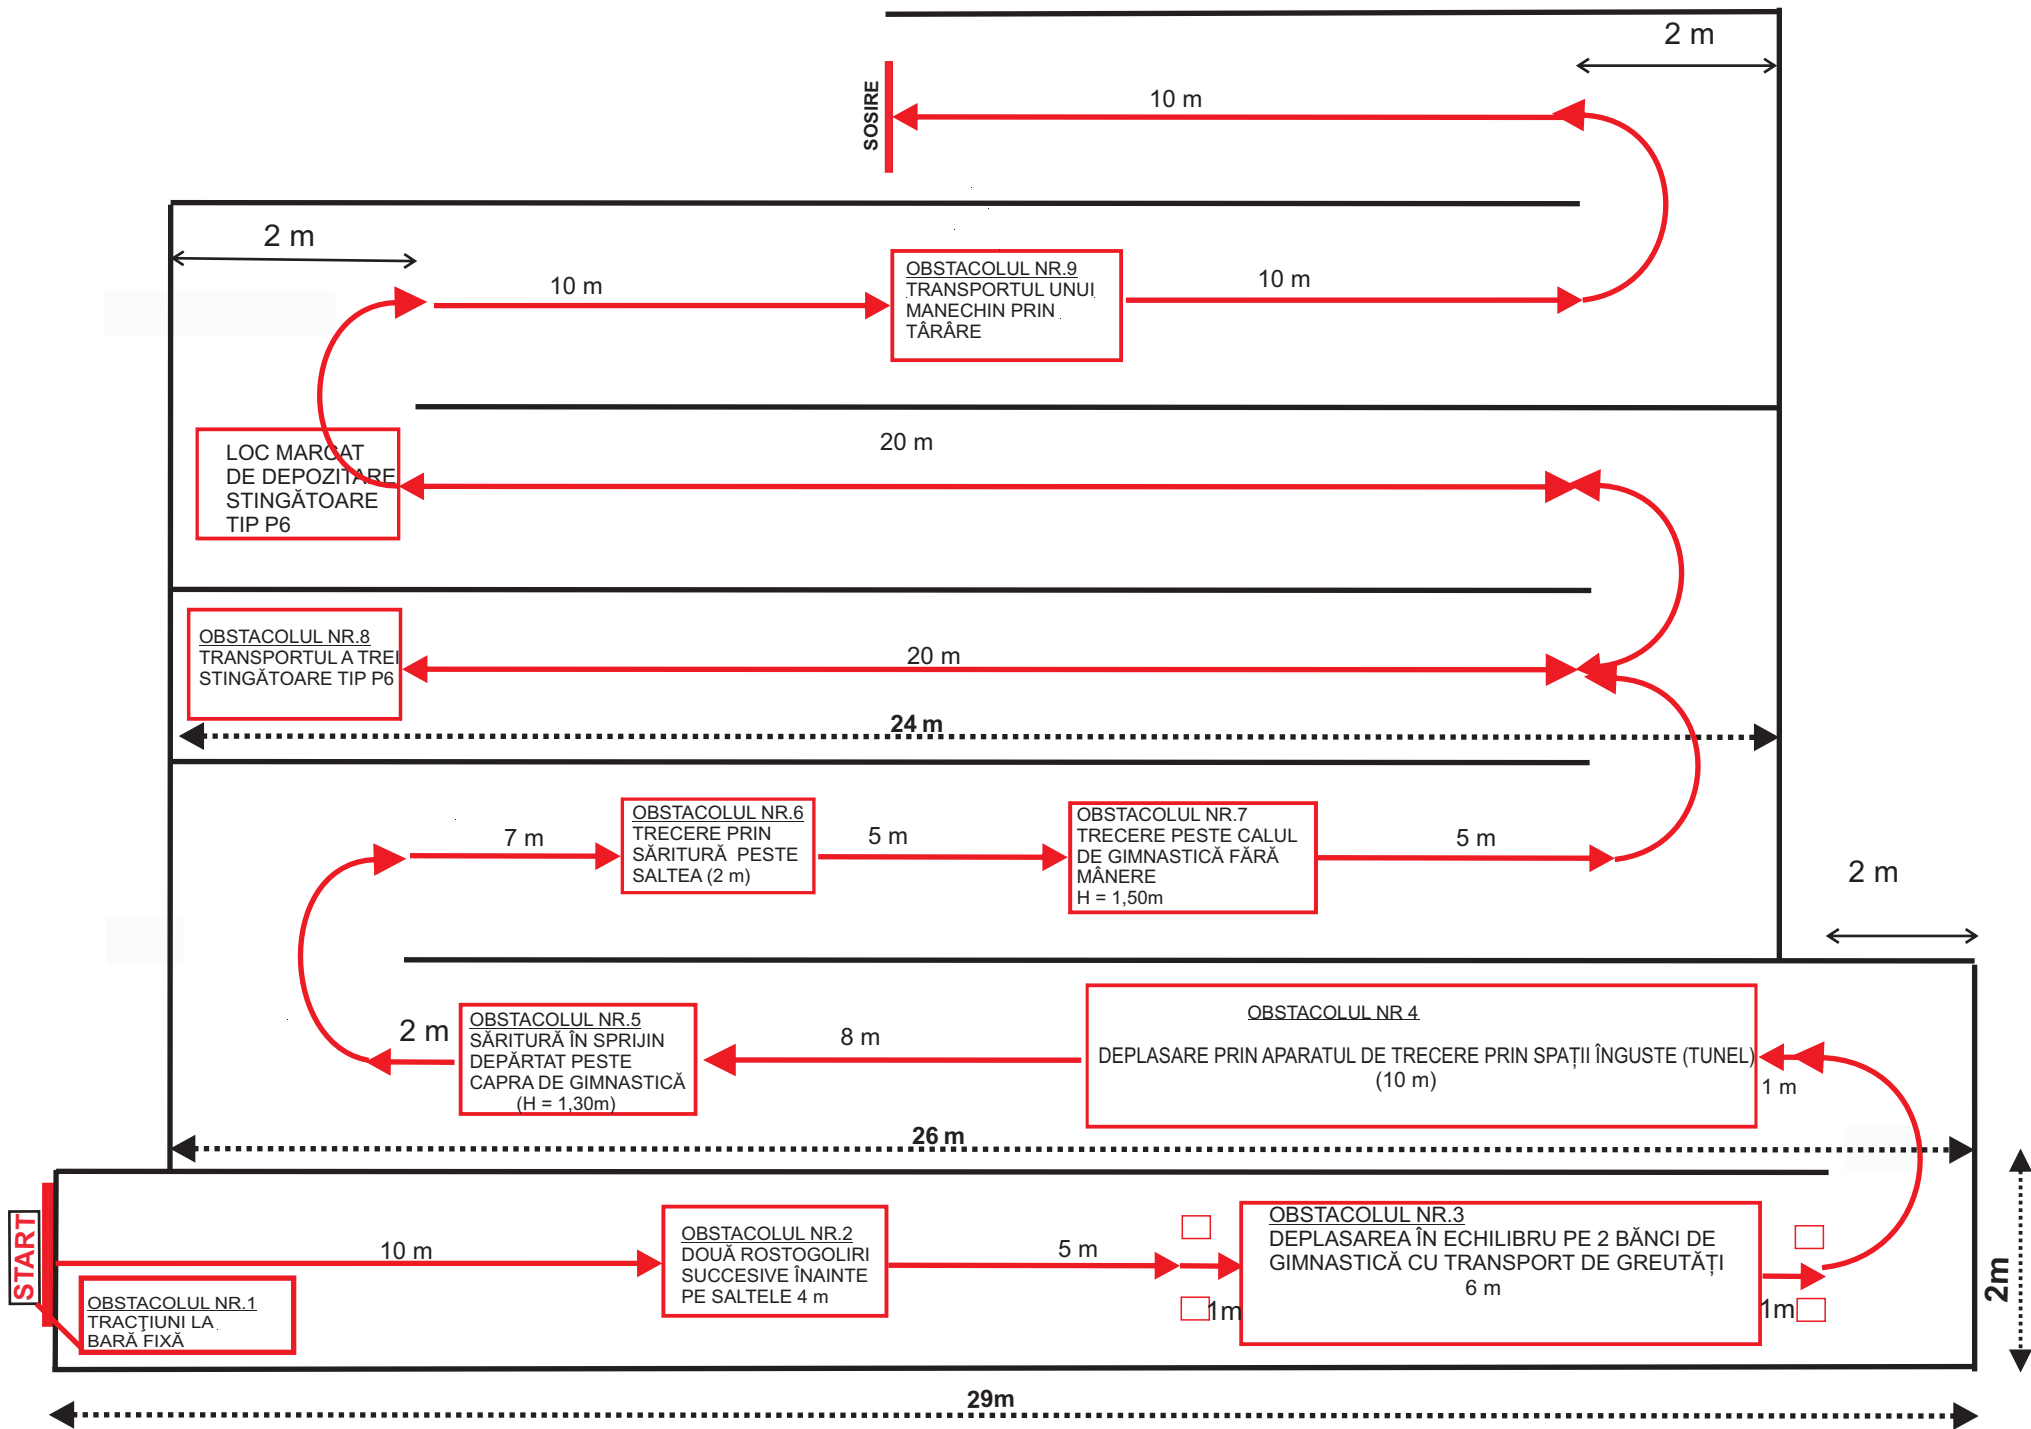 2 m
10 m
SOSIRE
2 m
10 m
OBSTACOLUL NR.9
TRANSPORTUL UNUI
MANECHIN PRIN
TÂRÂRE
10 m
LOC MARCAT
DE DEPOZITARE
STINGĂTOARE
TIP P6
20 m
OBSTACOLUL NR.8
TRANSPORTUL A TREI
STINGĂTOARE TIP P6
20 m
24 m
7 m
OBSTACOLUL NR.6
TRECERE PRIN
SĂRITURĂ PESTE
SALTEA (2 m)
5 m
OBSTACOLUL NR.7
TRECERE PESTE CALUL
DE GIMNASTICĂ FĂRĂ
MÂNERE
H = 1,50m
5 m
2 m
2 m
OBSTACOLUL NR.5
SĂRITURĂ ÎN SPRIJIN
DEPĂRTAT PESTE
CAPRA DE GIMNASTICĂ
(H = 1,30m)
8 m
OBSTACOLUL NR 4
DEPLASARE PRIN APARATUL DE TRECERE PRIN SPAȚII ÎNGUSTE (TUNEL)
(10 m)
1 m
26 m
START
10 m
OBSTACOLUL NR.1
TRACŢIUNI LA
BARĂ FIXĂ
OBSTACOLUL NR.2
DOUĂ ROSTOGOLIRI
SUCCESIVE ÎNAINTE
PE SALTELE 4 m
5 m
1m
OBSTACOLUL NR.3
DEPLASAREA ÎN ECHILIBRU PE 2 BĂNCI DE
GIMNASTICĂ CU TRANSPORT DE GREUTĂȚI
6 m
1m
2m
29m